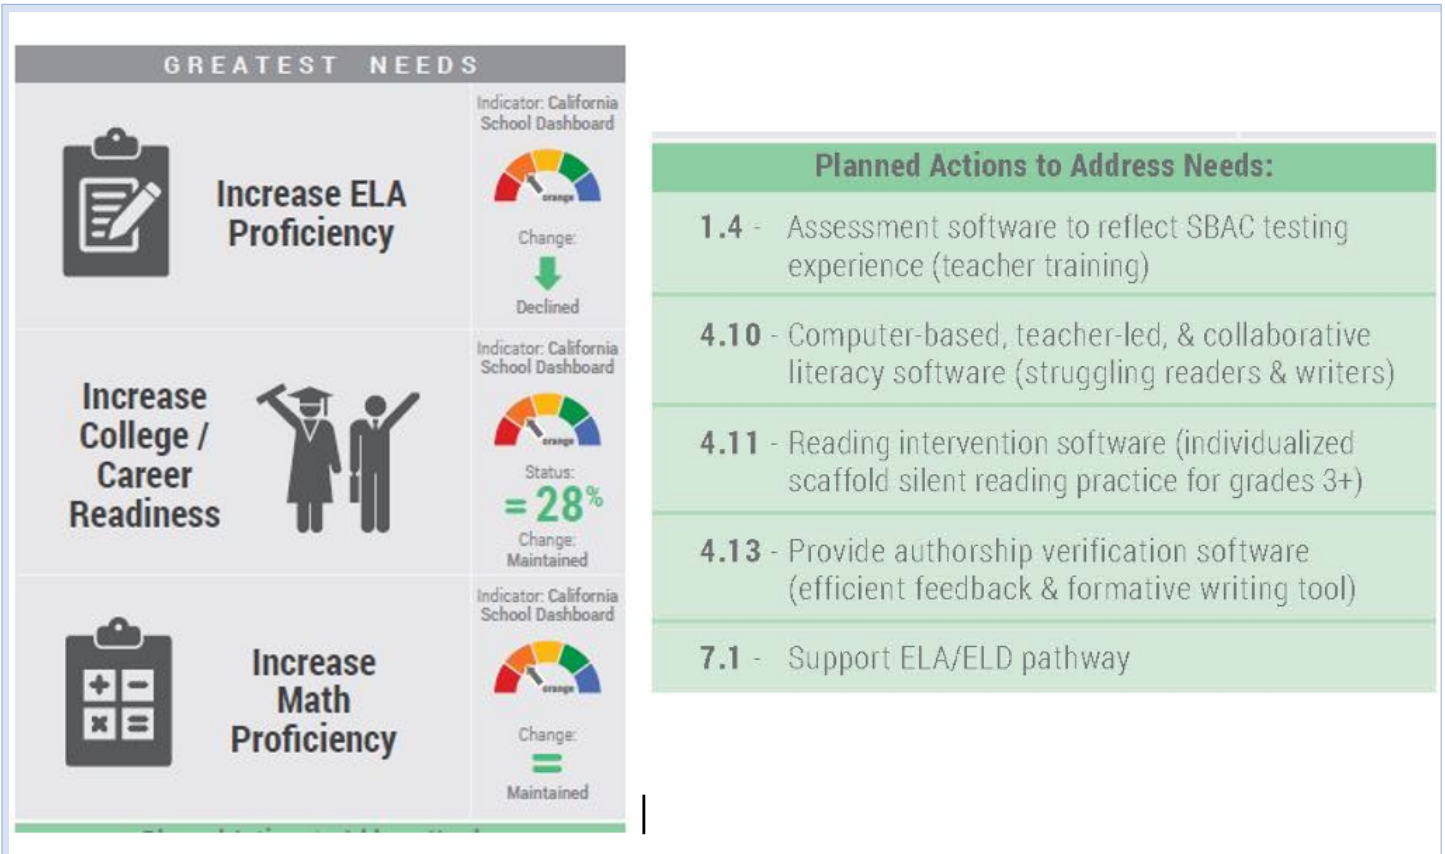 GREATEST NEEDS
Increase ELA
Proficiency
Indicator: California
School Dashboard
orange
Change:
Declined
Increase
College /
Career
Readiness
Indicator: California
School Dashboard
orange
Status:
= 28%
Change:
Maintained
Increase
Math
Proficiency
Indicator: California
School Dashboard
orange
Change:
Maintained
Planned Actions to Address Needs:
1.4 - Assessment software to reflect SBAC testing
experience (teacher training)
4.10 - Computer-based, teacher-led, & collaborative
literacy software (struggling readers & writers)
4.11 - Reading intervention software (individualized
scaffold silent reading practice for grades 3+)
4.13 - Provide authorship verification software
(efficient feedback & formative writing tool)
7.1 - Support ELA/ELD pathway